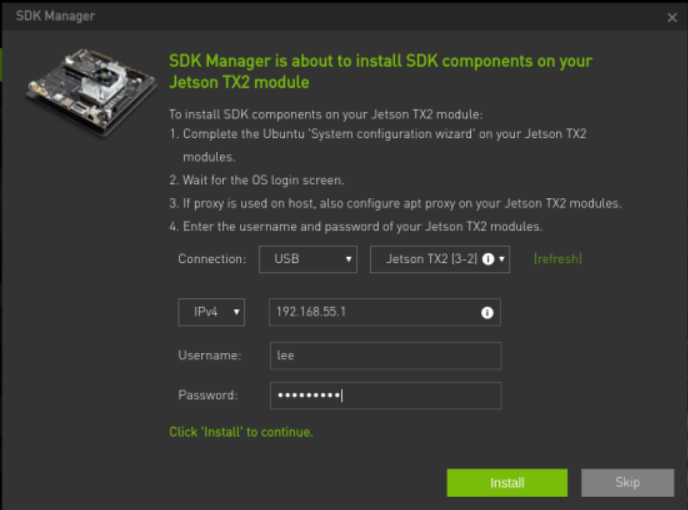 SDK Manager
SDK Manager is about to install SDK components on your
Jetson TX2 module
To install SDK components on your Jetson TX2 module:
1. Complete the Ubuntu 'System configuration wizard' on your Jetson TX2
modules.
2. Wait for the OS login screen.
3. If proxy is used on host, also configure apt proxy on your Jetson TX2 modules.
4. Enter the username and password of your Jetson TX2 modules.
Connection: USB Jetson TX2 (3-2) [refresh]
IPv4 192.168.55.1
Username: lee
Password: •••••••••
Click 'Install' to continue.
Install Skip